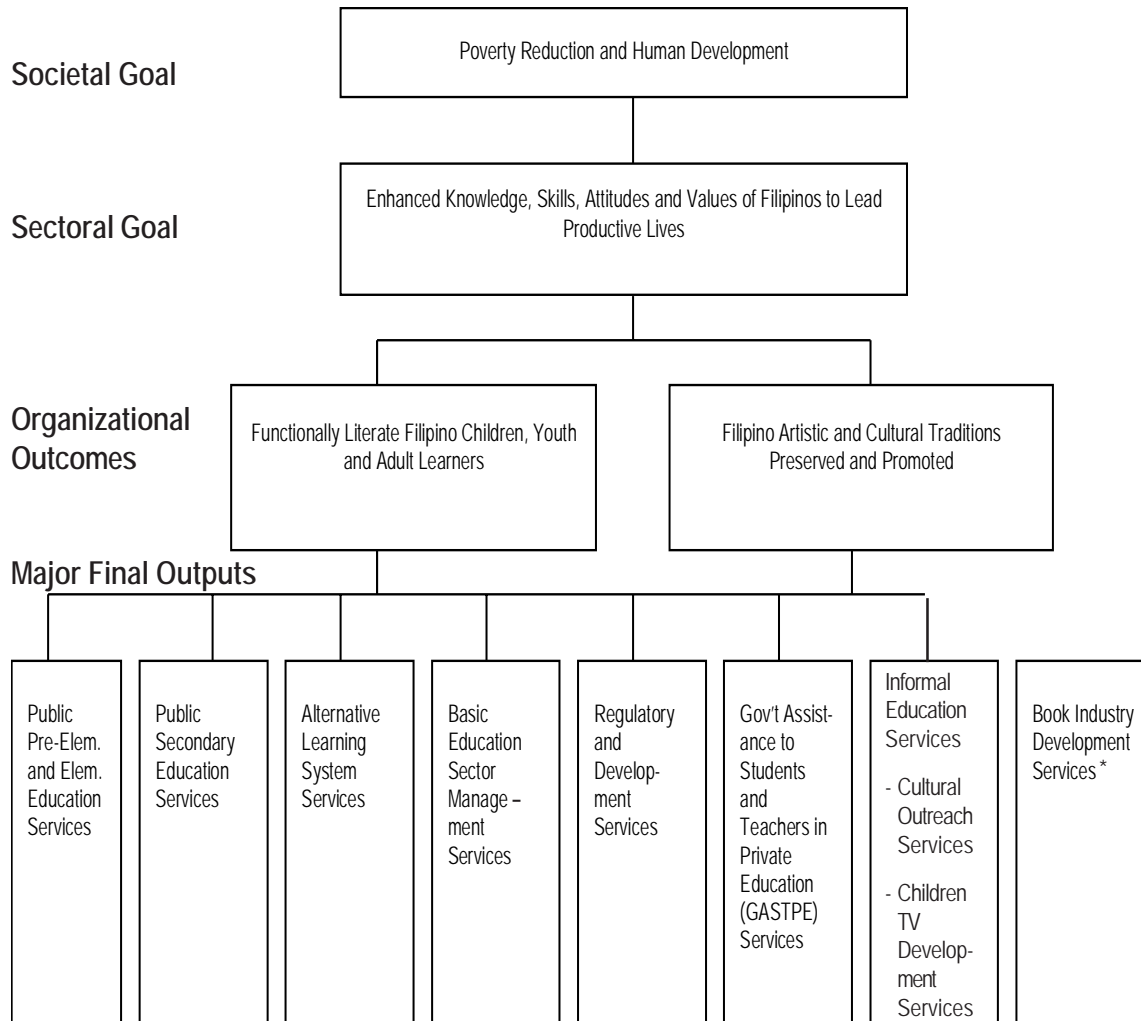 Societal Goal
Poverty Reduction and Human Development
Sectoral Goal
Enhanced Knowledge, Skills, Attitudes and Values of Filipinos to Lead
Productive Lives
Organizational
Outcomes
Functionally Literate Filipino Children, Youth
and Adult Learners
Filipino Artistic and Cultural Traditions
Preserved and Promoted
Major Final Outputs
Public
Pre-Elem.
and Elem.
Education
Services
Public
Secondary
Education
Services
Alternative
Learning
System
Services
Basic
Education
Sector
Manage –
ment
Services
Regulatory
and
Develop-
ment
Services
Gov't Assist-
ance to
Students
and
Teachers in
Private
Education
(GASTPE)
Services
Informal
Education
Services
- Cultural
Outreach
Services
- Children
TV
Develop-
ment
Services
Book Industry
Development
Services *